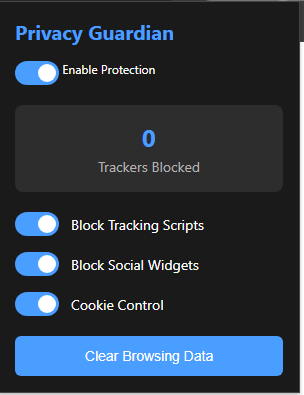 Privacy Guardian
Enable Protection
0
Trackers Blocked
Block Tracking Scripts
Block Social Widgets
Cookie Control
Clear Browsing Data